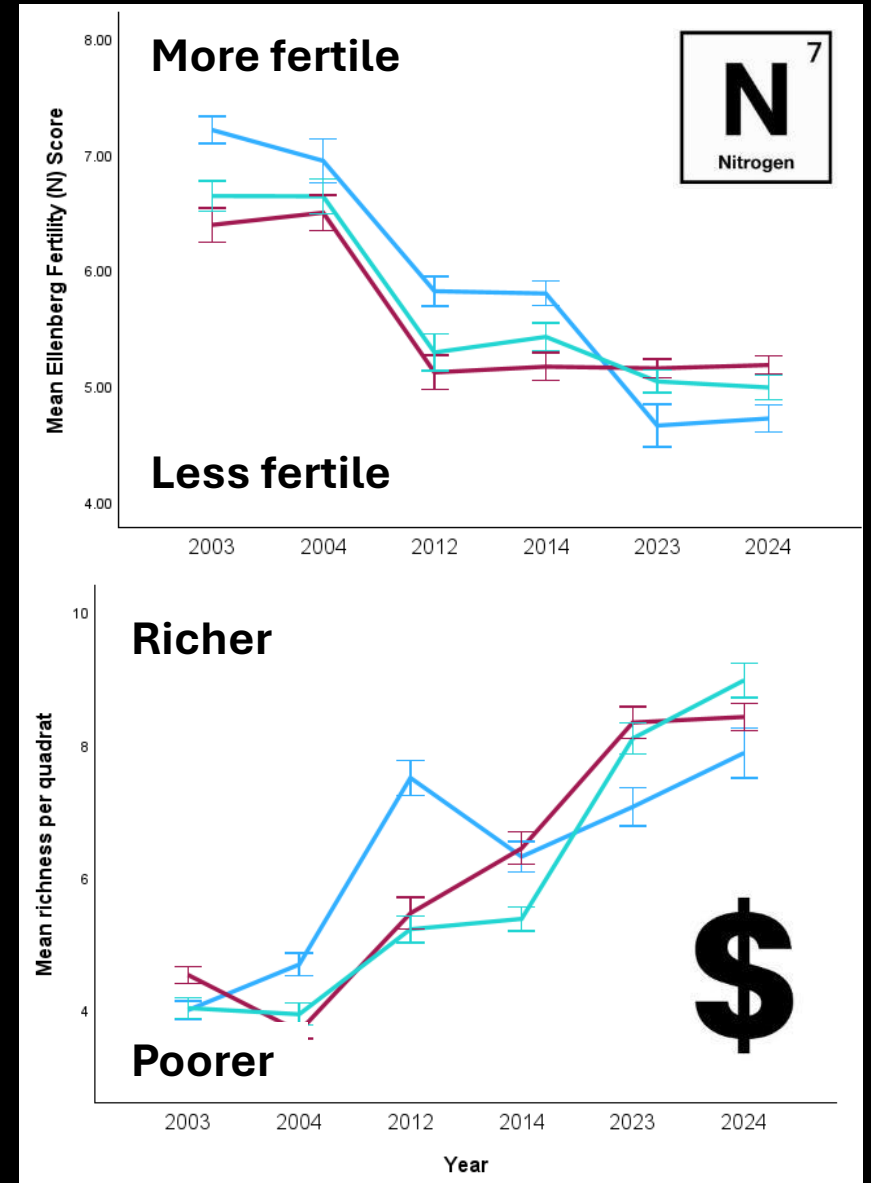 8.00
More fertile
7
N
Nitrogen
7.00
6.00
5.00
4.00
Mean Ellenberg Fertility (N) Score
Less fertile
2003 2004 2012 2014 2023 2024
10
Richer
8
6
4
Mean richness per quadrat
$
Poorer
2003 2004 2012 2014 2023 2024
Year